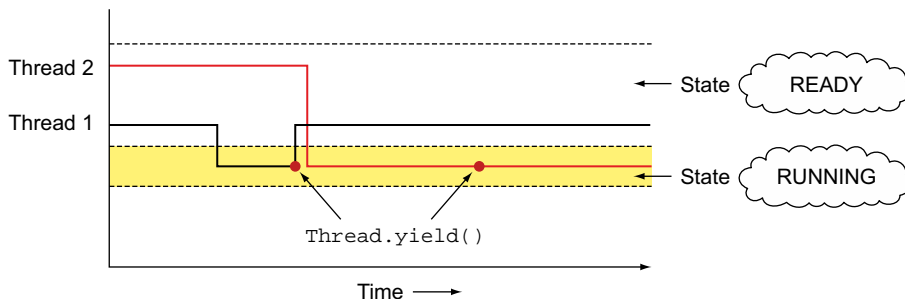 Thread 2
State
READY
Thread 1
State
RUNNING
Thread.yield()
Time